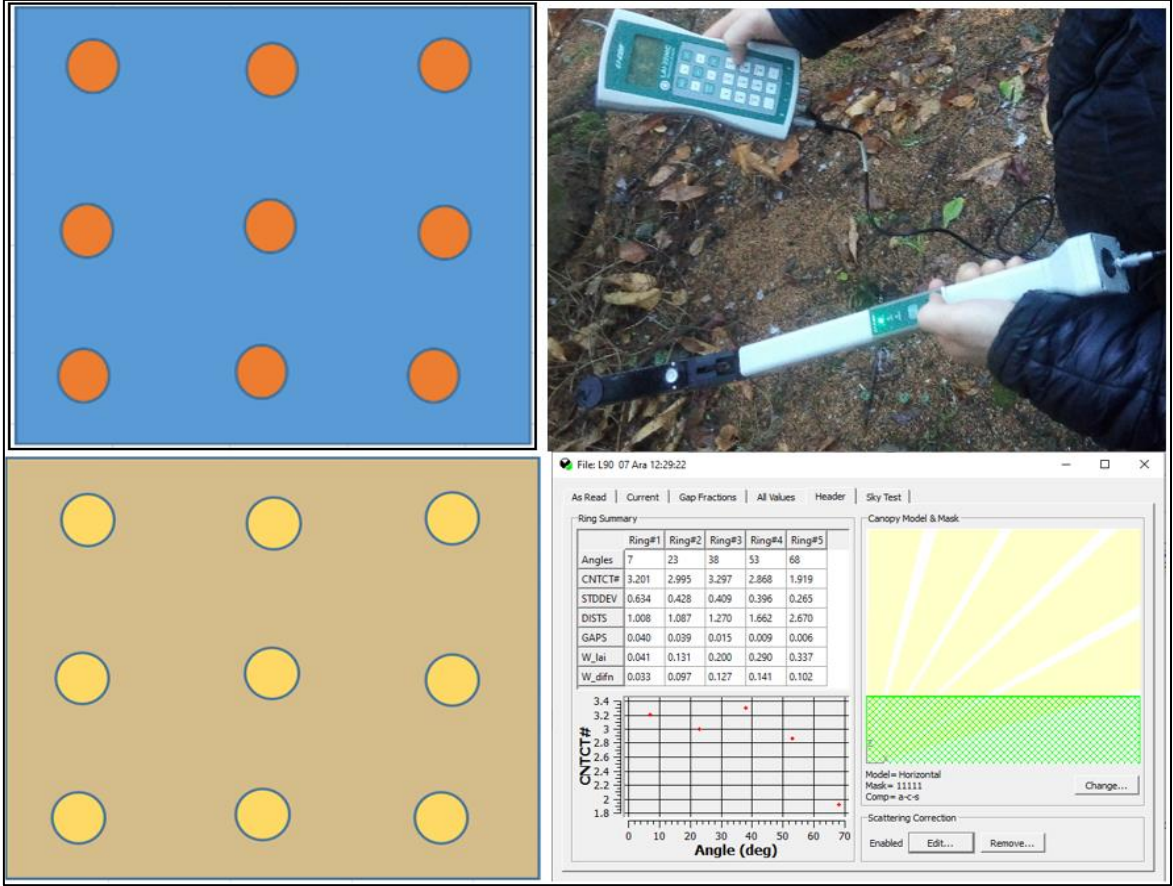 LI-COR
LAI-2200C
File: L90 07 Ara 12:29:22
As Read Current Gap Fractions All Values Header Sky Test
Ring Summary
Ring#1 Ring#2 Ring#3 Ring#4 Ring#5
Angles 7 23 38 53 68
CNTCT# 3.201 2.995 3.297 2.868 1.919
STDDEV 0.634 0.428 0.409 0.396 0.265
DISTS 1.008 1.087 1.270 1.662 2.670
GAPS 0.040 0.039 0.015 0.009 0.006
W_lai 0.041 0.131 0.200 0.290 0.337
W_difn 0.033 0.097 0.127 0.141 0.102
CNTCT#
3.4
3.2
3
2.8
2.6
2.4
2.2
2
1.8
0 10 20 30 40 50 60 70
Angle (deg)
Canopy Model & Mask
Model= Horizontal
Mask= 11111
Comp= a-c-s
Change...
Scattering Correction
Enabled Edit... Remove...